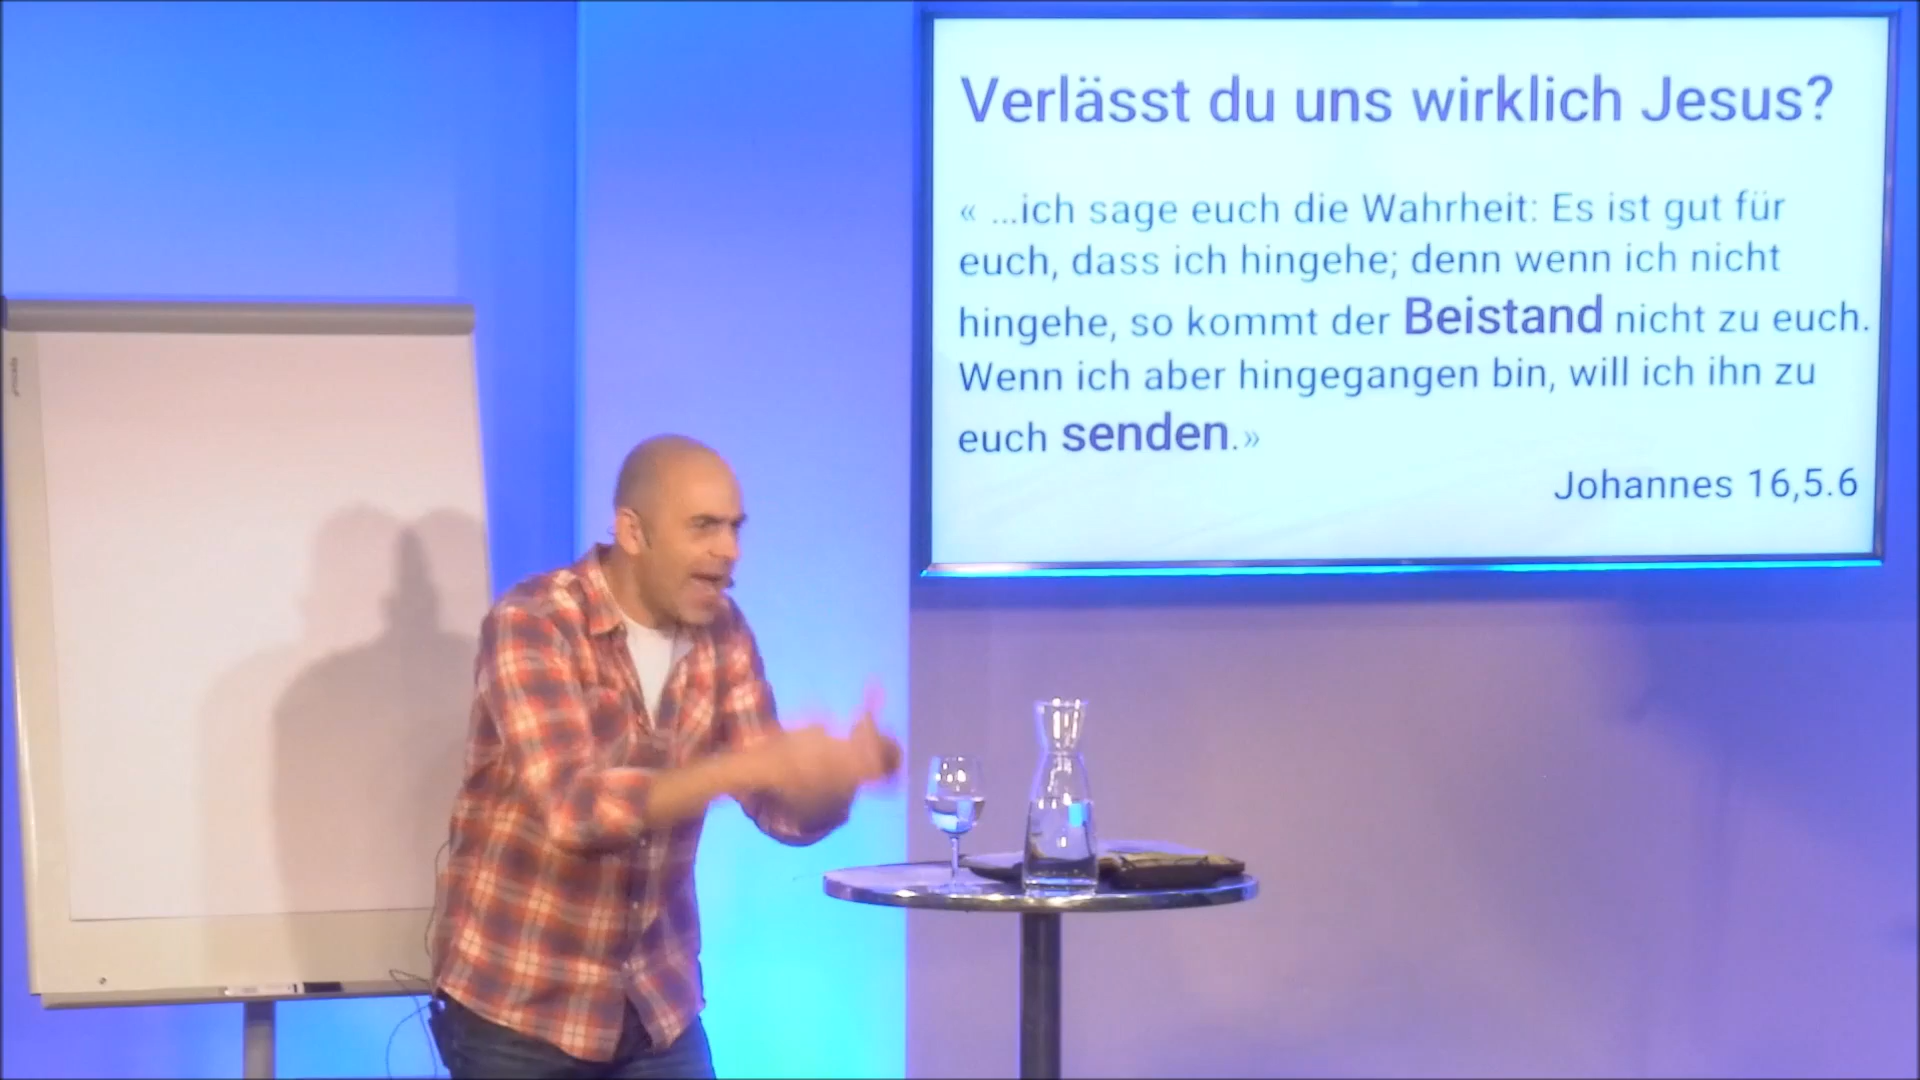 Verlässt du uns wirklich Jesus?
« ...ich sage euch die Wahrheit: Es ist gut für
euch, dass ich hingehe; denn wenn ich nicht
hingehe, so kommt der Beistand nicht zu euch.
Wenn ich aber hingegangen bin, will ich ihn zu
euch senden.»
Johannes 16,5.6